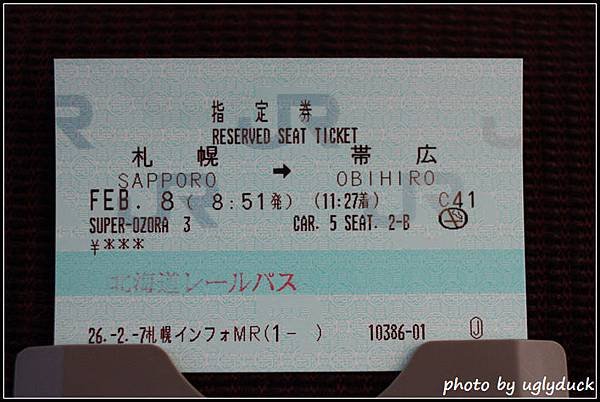 指定券
RESERVED SEAT TICKET
札幌 ➡ 帯広
SAPPORO OBIHIRO
FEB. 8 ( 8:51発) (11:27着) C41
SUPER-OZORA 3 CAR. 5 SEAT. 2-B
¥***
北海道レールパス
26.-2.-7札幌インフォMR(1- ) 10386-01 Ⓙ
photo by uglyduck